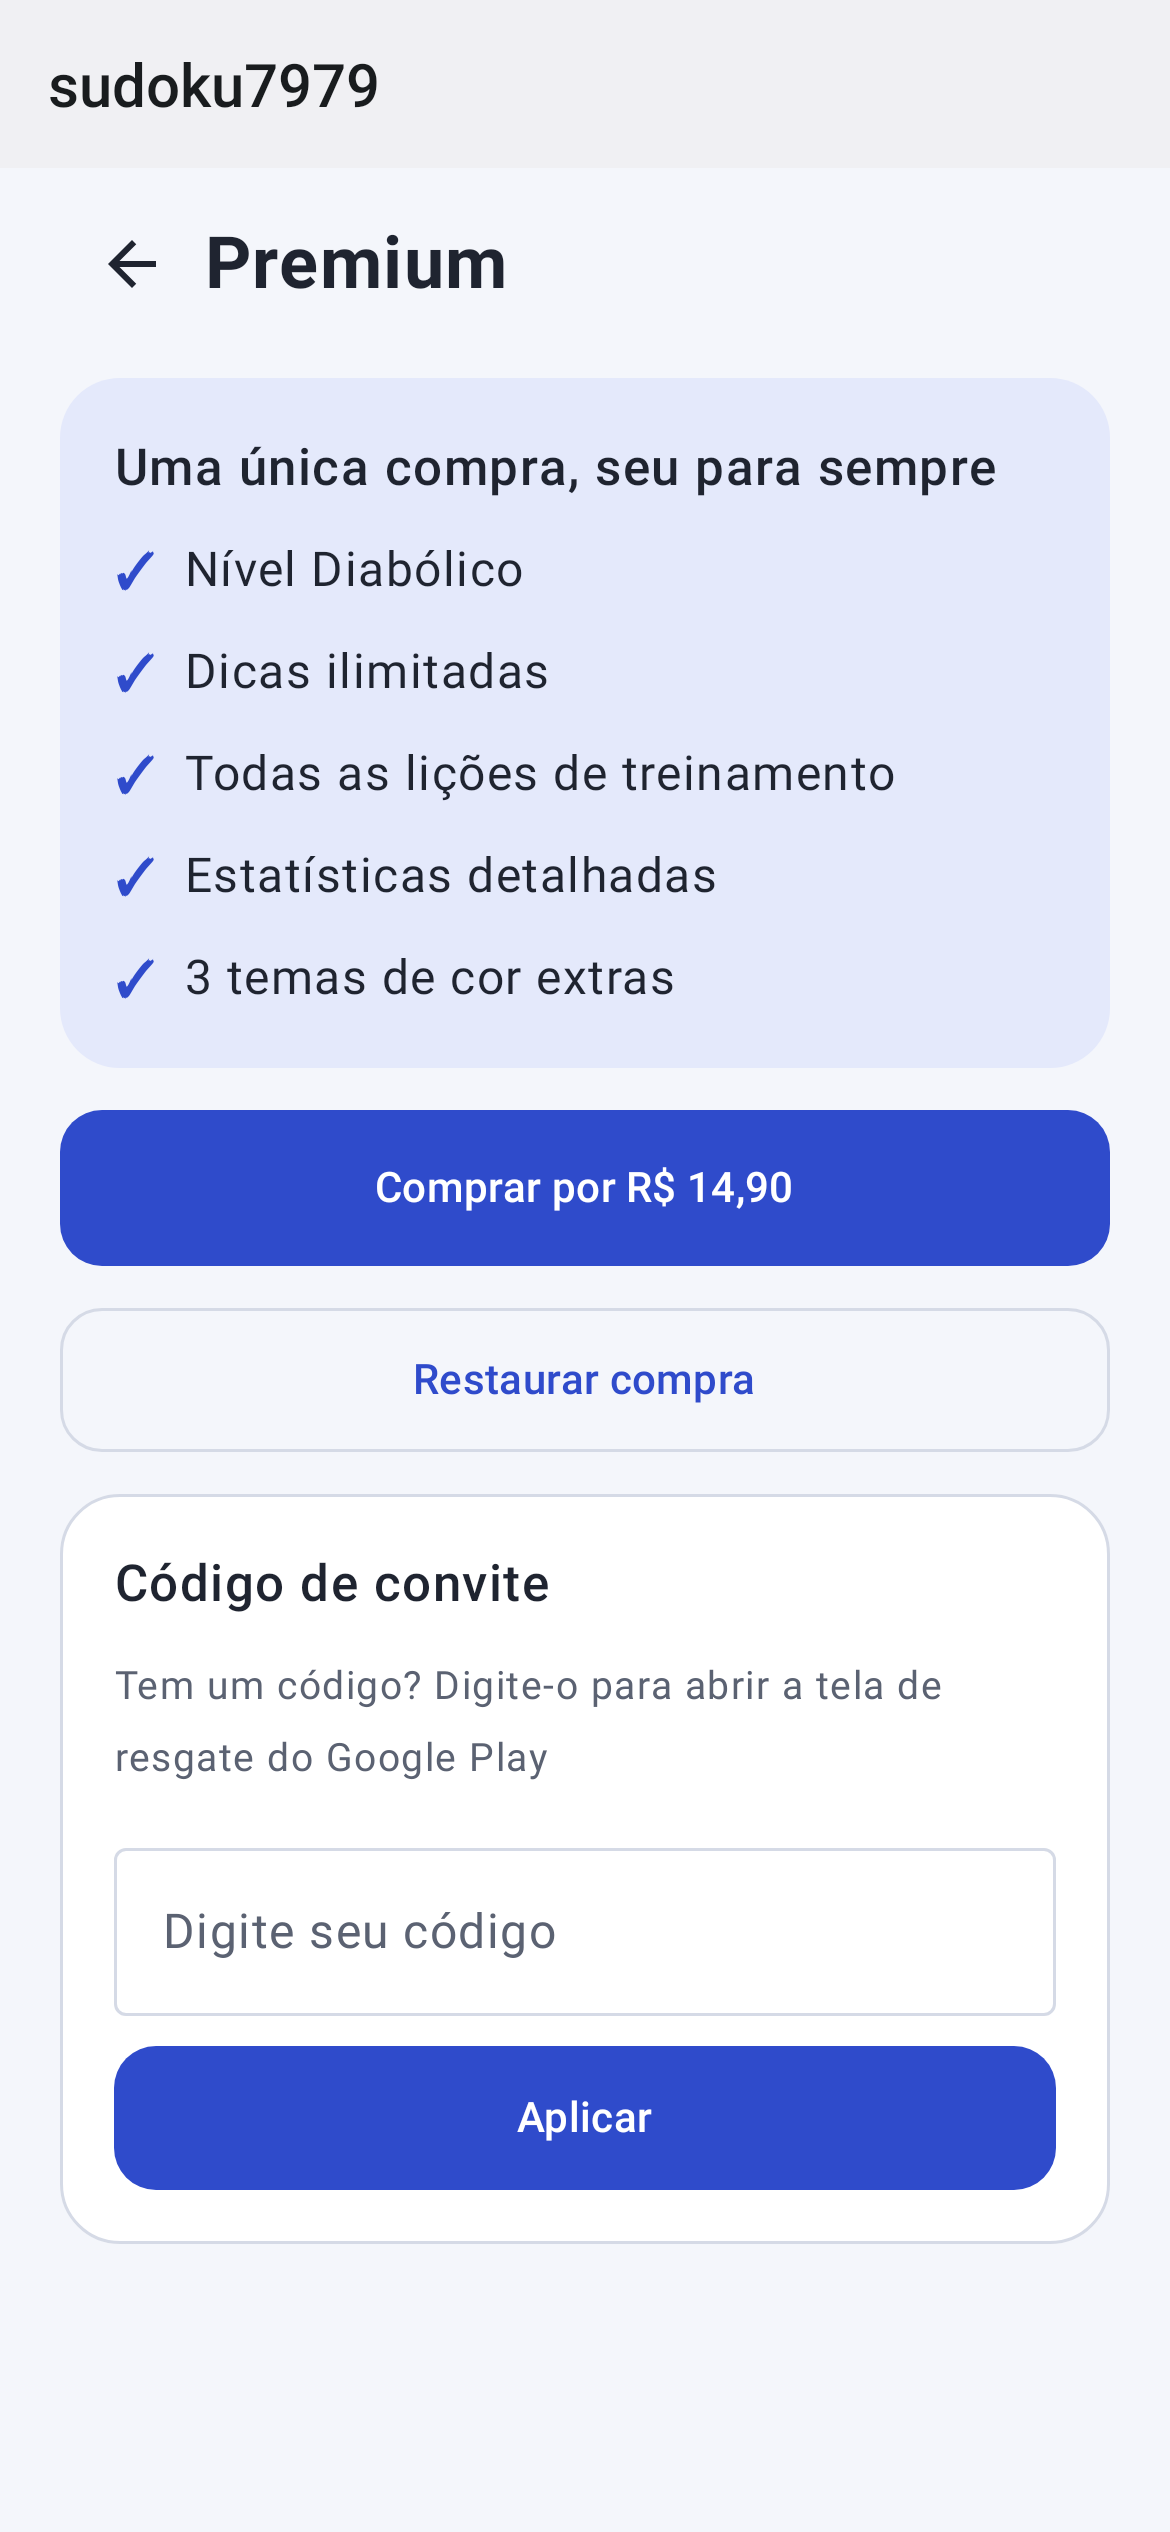 sudoku7979
Premium
Uma única compra, seu para sempre
✓ Nível Diabólico
✓ Dicas ilimitadas
✓ Todas as lições de treinamento
✓ Estatísticas detalhadas
✓ 3 temas de cor extras
Comprar por R$ 14,90
Restaurar compra
Código de convite
Tem um código? Digite-o para abrir a tela de
resgate do Google Play
Digite seu código
Aplicar